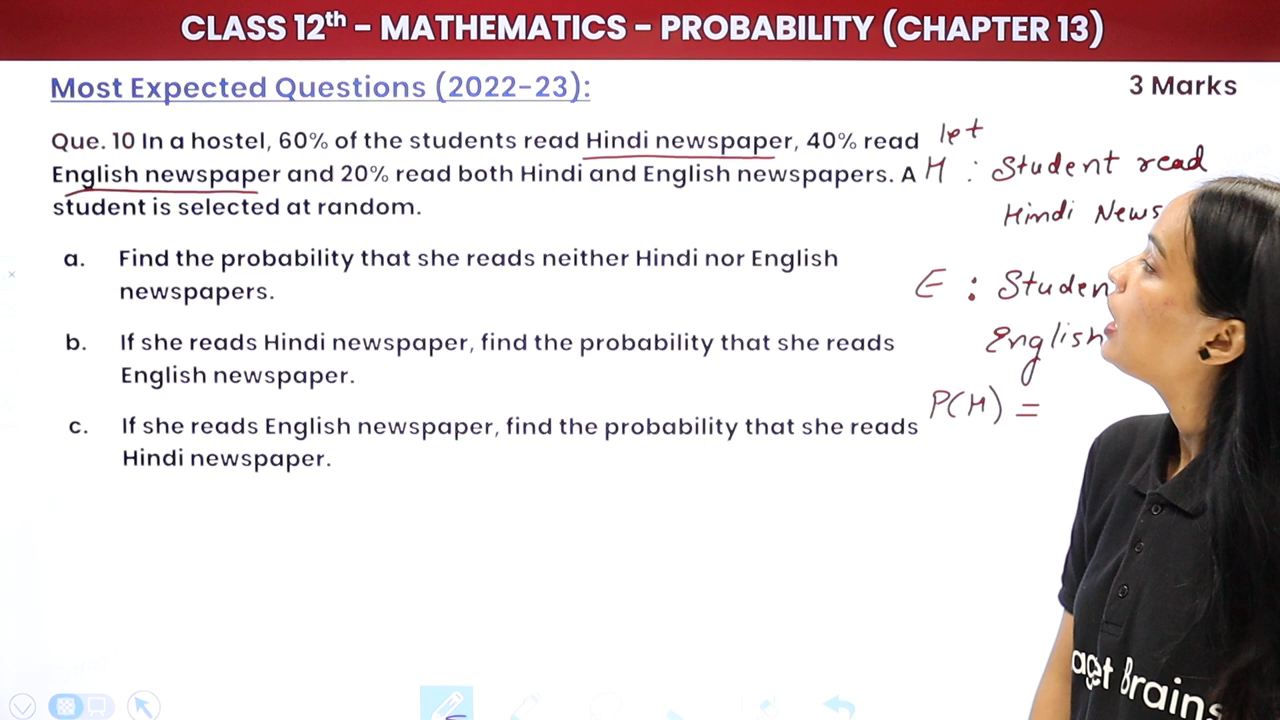 CLASS 12th – MATHEMATICS – PROBABILITY (CHAPTER 13)
Most Expected Questions (2022-23):
3 Marks
Que. 10 In a hostel, 60% of the students read Hindi newspaper, 40% read
English newspaper and 20% read both Hindi and English newspapers. A
student is selected at random.
a. Find the probability that she reads neither Hindi nor English
newspapers.
b. If she reads Hindi newspaper, find the probability that she reads
English newspaper.
c. If she reads English newspaper, find the probability that she reads
Hindi newspaper.
let
H : Student read
Hindi News
E : Studen
English
P(H) =
Brains